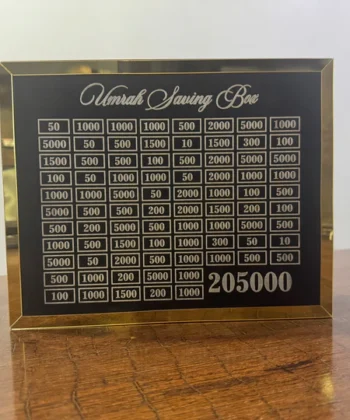 Umrah Saving Box
50 1000 1000 1000 500 2000 5000 1000
5000 50 500 1500 10 1500 300 100
1500 500 500 100 500 2000 5000 5000
100 50 1000 1000 50 2000 1000 1000
1000 1000 5000 50 2000 1000 100 500
5000 500 500 200 2000 1500 200 100
500 200 5000 500 1000 1000 5000 500
1000 500 1500 100 1000 300 50 10
5000 50 2000 500 1000 1000 500 500
500 1000 200 5000 1000
100 1000 1500 200 1000
205000